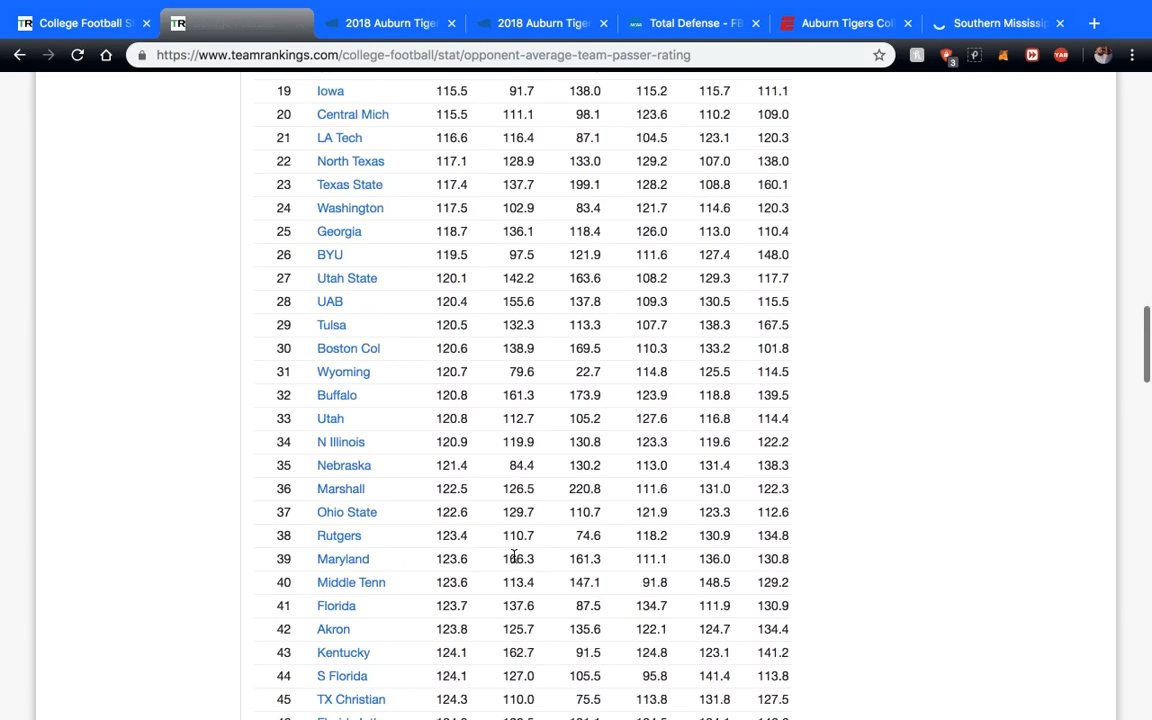 College Football S
2018 Auburn Tige
2018 Auburn Tige
Total Defense - FB
Auburn Tigers Col
Southern Mississi
https://www.teamrankings.com/college-football/stat/opponent-average-team-passer-rating
19 Iowa 115.5 91.7 138.0 115.2 115.7 111.1
20 Central Mich 115.5 111.1 98.1 123.6 110.2 109.0
21 LA Tech 116.6 116.4 87.1 104.5 123.1 120.3
22 North Texas 117.1 128.9 133.0 129.2 107.0 138.0
23 Texas State 117.4 137.7 199.1 128.2 108.8 160.1
24 Washington 117.5 102.9 83.4 121.7 114.6 120.3
25 Georgia 118.7 136.1 118.4 126.0 113.0 110.4
26 BYU 119.5 97.5 121.9 111.6 127.4 148.0
27 Utah State 120.1 142.2 163.6 108.2 129.3 117.7
28 UAB 120.4 155.6 137.8 109.3 130.5 115.5
29 Tulsa 120.5 132.3 113.3 107.7 138.3 167.5
30 Boston Col 120.6 138.9 169.5 110.3 133.2 101.8
31 Wyoming 120.7 79.6 22.7 114.8 125.5 114.5
32 Buffalo 120.8 161.3 173.9 123.9 118.8 139.5
33 Utah 120.8 112.7 105.2 127.6 116.8 114.4
34 N Illinois 120.9 119.9 130.8 123.3 119.6 122.2
35 Nebraska 121.4 84.4 130.2 113.0 131.4 138.3
36 Marshall 122.5 126.5 220.8 111.6 131.0 122.3
37 Ohio State 122.6 129.7 110.7 121.9 123.3 112.6
38 Rutgers 123.4 110.7 74.6 118.2 130.9 134.8
39 Maryland 123.6 161.3 111.1 136.0 130.8
40 Middle Tenn 123.6 113.4 147.1 91.8 148.5 129.2
41 Florida 123.7 137.6 87.5 134.7 111.9 130.9
42 Akron 123.8 125.7 135.6 122.1 124.7 134.4
43 Kentucky 124.1 162.7 91.5 124.8 123.1 141.2
44 S Florida 124.1 127.0 105.5 95.8 141.4 113.8
45 TX Christian 124.3 110.0 75.5 113.8 131.8 127.5